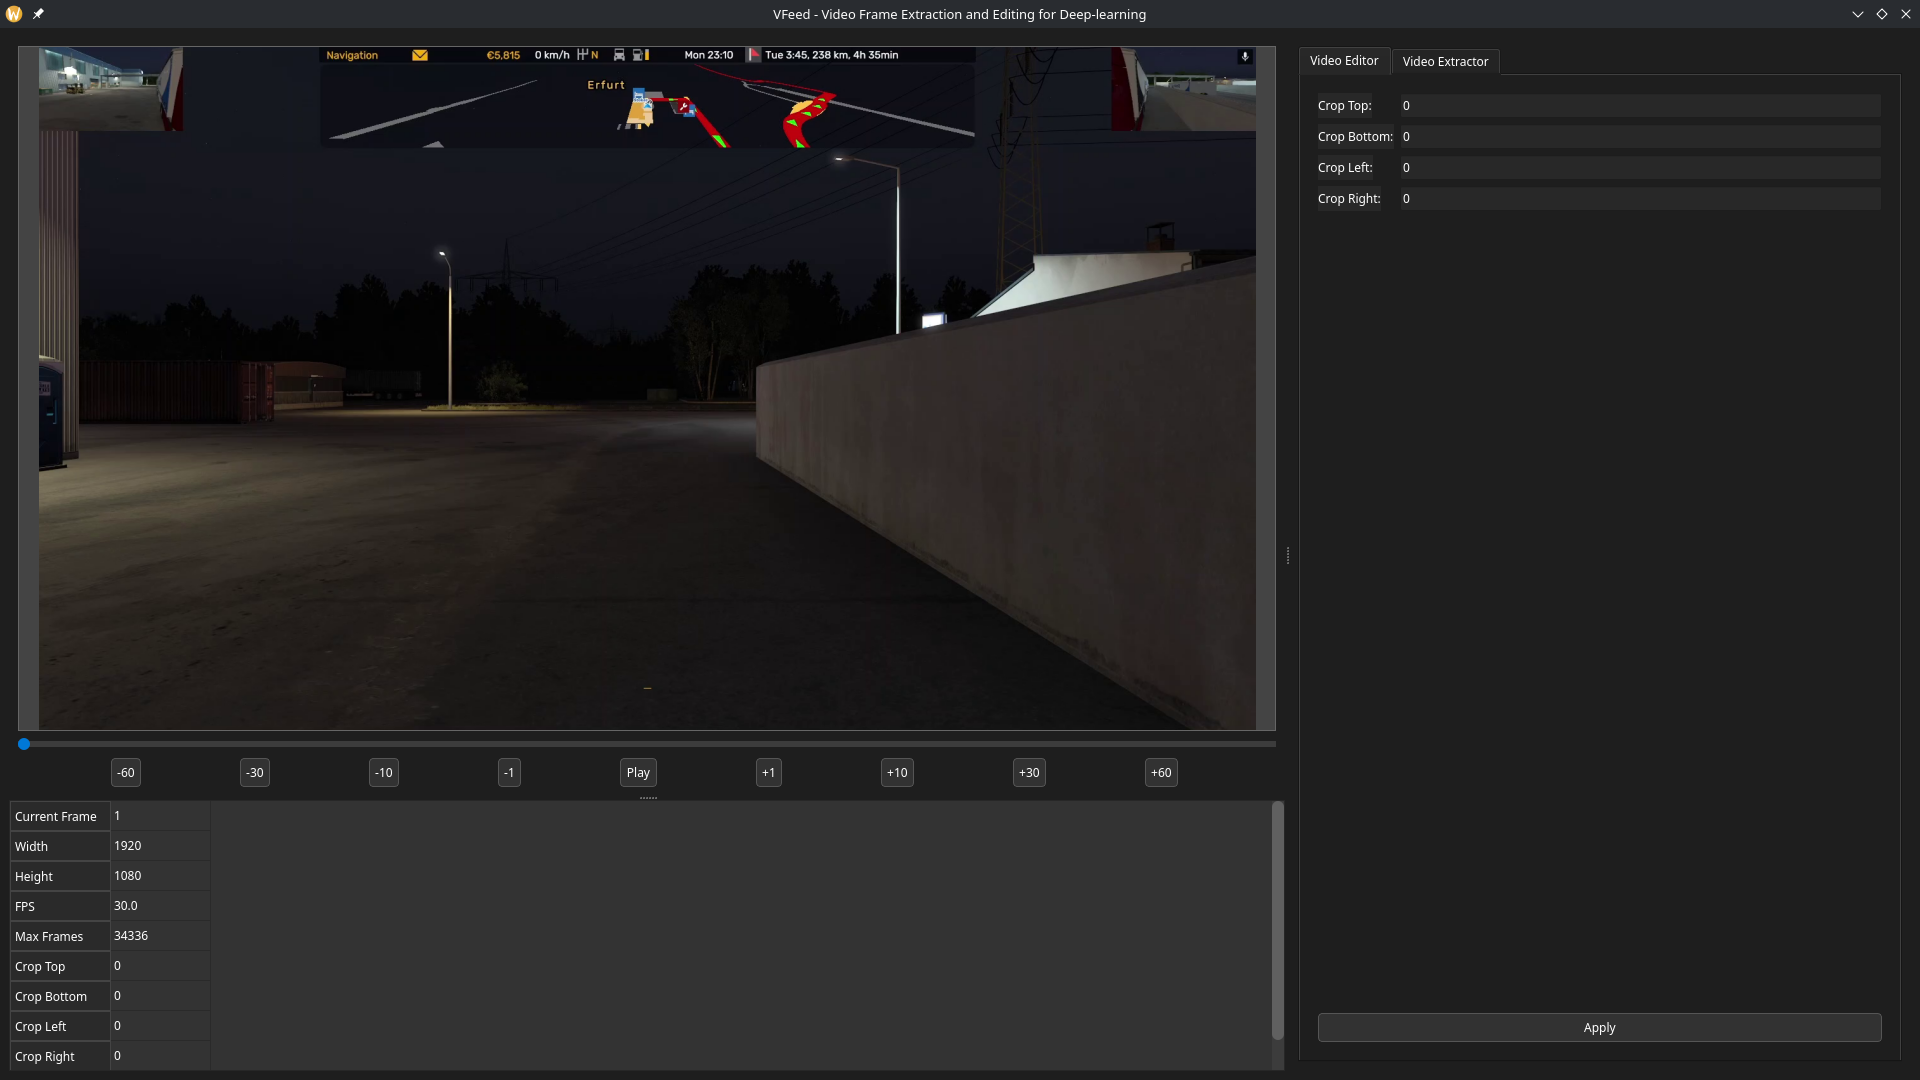 VFeed - Video Frame Extraction and Editing for Deep-learning
Navigation €5,815 0 km/h N Mon 23:10 Tue 3:45, 238 km, 4h 35min
Erfurt
-60 -30 -10 -1 Play +1 +10 +30 +60
Current Frame 1
Width 1920
Height 1080
FPS 30.0
Max Frames 34336
Crop Top 0
Crop Bottom 0
Crop Left 0
Crop Right 0
Video Editor Video Extractor
Crop Top: 0
Crop Bottom: 0
Crop Left: 0
Crop Right: 0
Apply